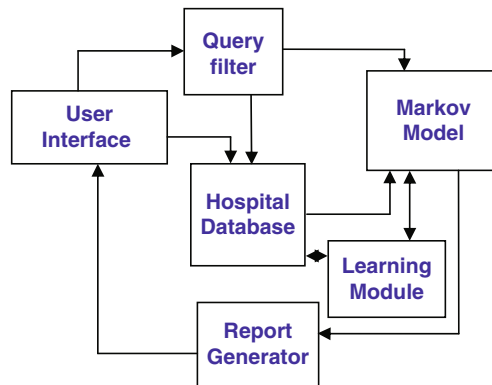 Query
filter
User
Interface
Markov
Model
Hospital
Database
Learning
Module
Report
Generator